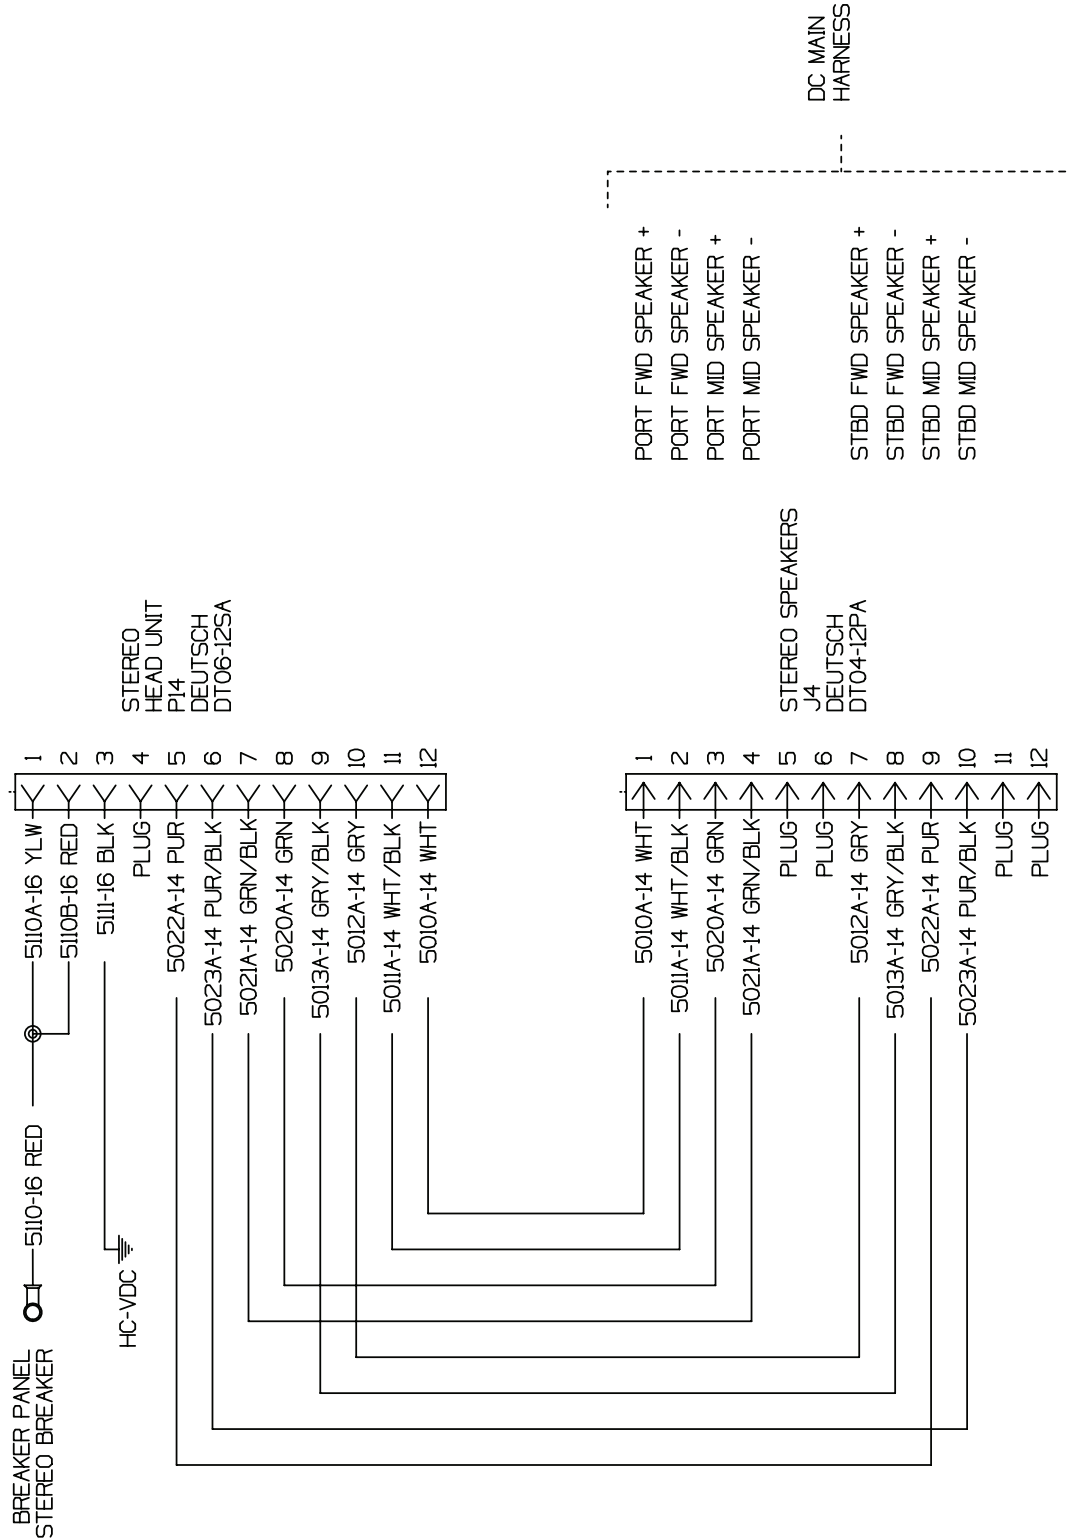 BREAKER PANEL
STEREO BREAKER
5110-16 RED
HC-VDC
5110A-16 YLW
5110B-16 RED
5111-16 BLK
PLUG
5022A-14 PUR
5023A-14 PUR/BLK
5021A-14 GRN/BLK
5020A-14 GRN
5013A-14 GRY/BLK
5012A-14 GRY
5011A-14 WHT/BLK
5010A-14 WHT
1
2
3
4
5
6
7
8
9
10
11
12
STEREO
HEAD UNIT
P14
DEUTSCH
DT06-12SA
5010A-14 WHT
5011A-14 WHT/BLK
5020A-14 GRN
5021A-14 GRN/BLK
PLUG
PLUG
5012A-14 GRY
5013A-14 GRY/BLK
5022A-14 PUR
5023A-14 PUR/BLK
PLUG
PLUG
1
2
3
4
5
6
7
8
9
10
11
12
STEREO SPEAKERS
J4
DEUTSCH
DT04-12PA
PORT FWD SPEAKER +
PORT FWD SPEAKER -
PORT MID SPEAKER +
PORT MID SPEAKER -
STBD FWD SPEAKER +
STBD FWD SPEAKER -
STBD MID SPEAKER +
STBD MID SPEAKER -
DC MAIN
HARNESS